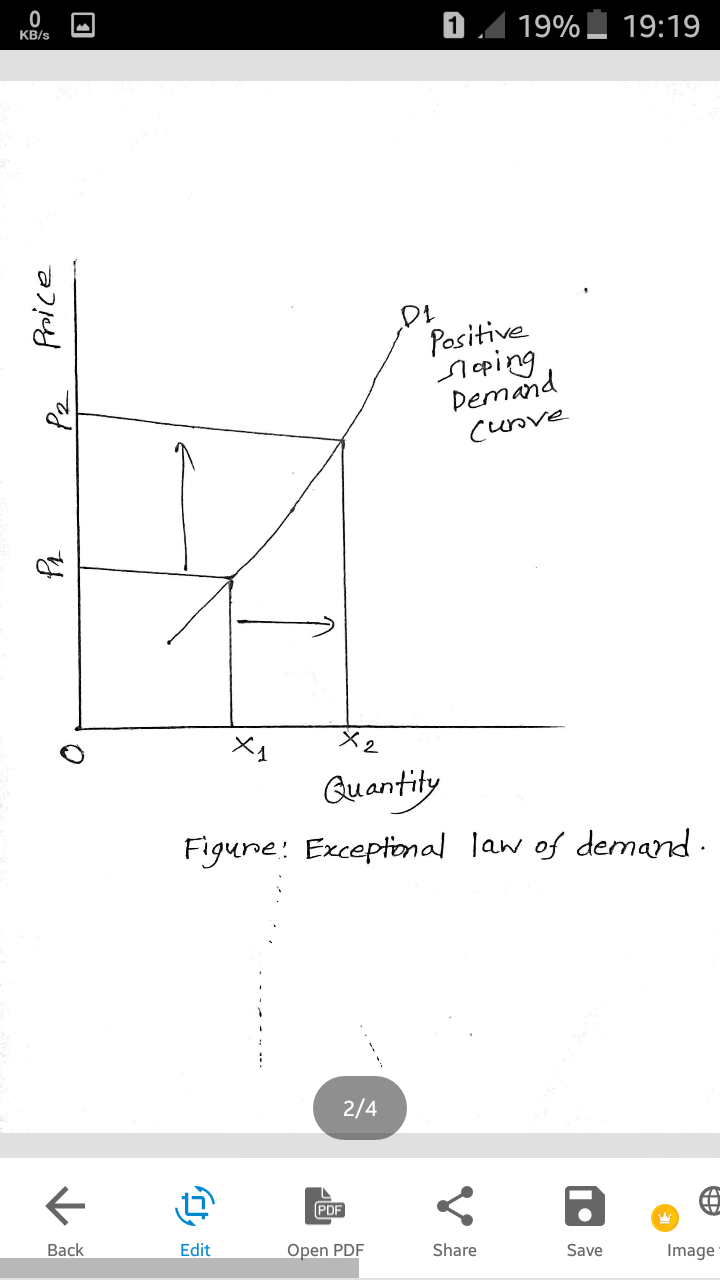 0
KB/s
1
19%
19:19
Price
P2
P1
D1
Positive
sloping
Demand
Curve
O
X1
X2
Quantity
Figure: Exceptional law of demand.
2/4
Back
Edit
PDF
Open PDF
Share
Save
Image